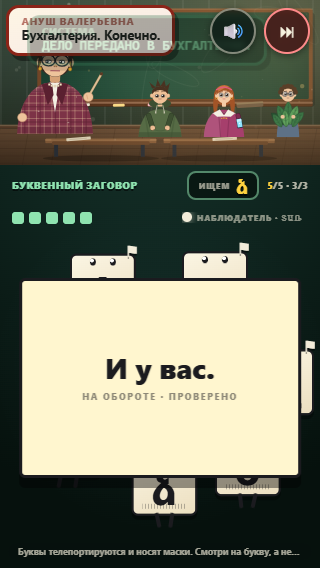 АНУШ ВАЛЕРЬЕВНА
Бухгалтерия. Конечно.
ДЕЛО ПЕРЕДАНО В БУХГАЛТ
БУКВЕННЫЙ ЗАГОВОР
ИЩЕМ
5/5 · 3/3
НАБЛЮДАТЕЛЬ ·
И у вас.
НА ОБОРОТЕ · ПРОВЕРЕНО
Буквы телепортируются и носят маски. Смотри на букву, а не...